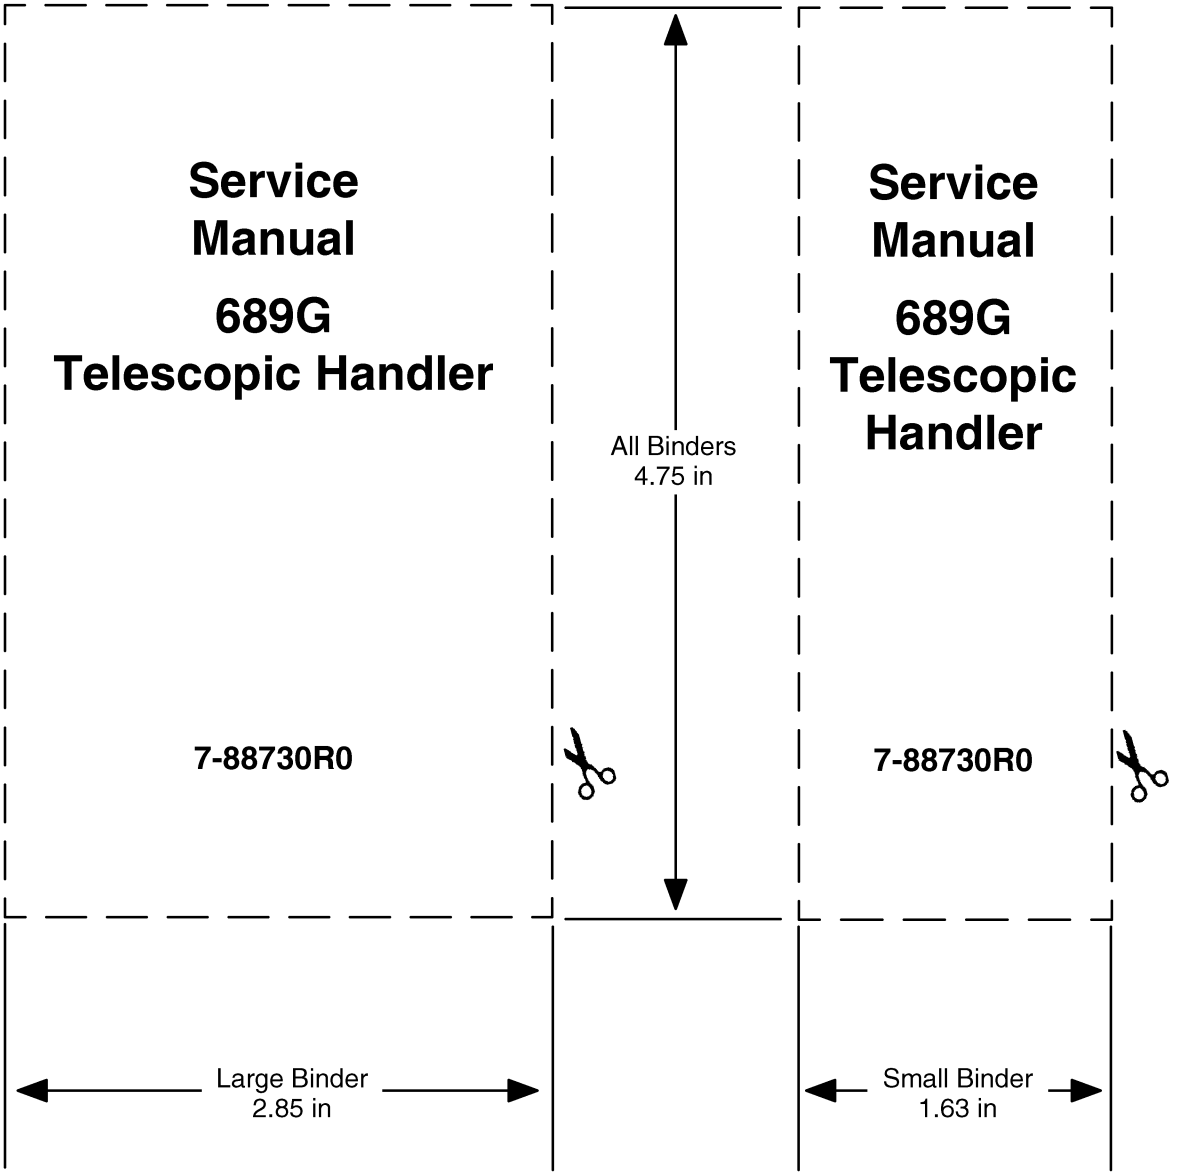 Service
Manual
689G
Telescopic Handler
7-88730R0
All Binders
4.75 in
Service
Manual
689G
Telescopic
Handler
7-88730R0
Large Binder
2.85 in
Small Binder
1.63 in